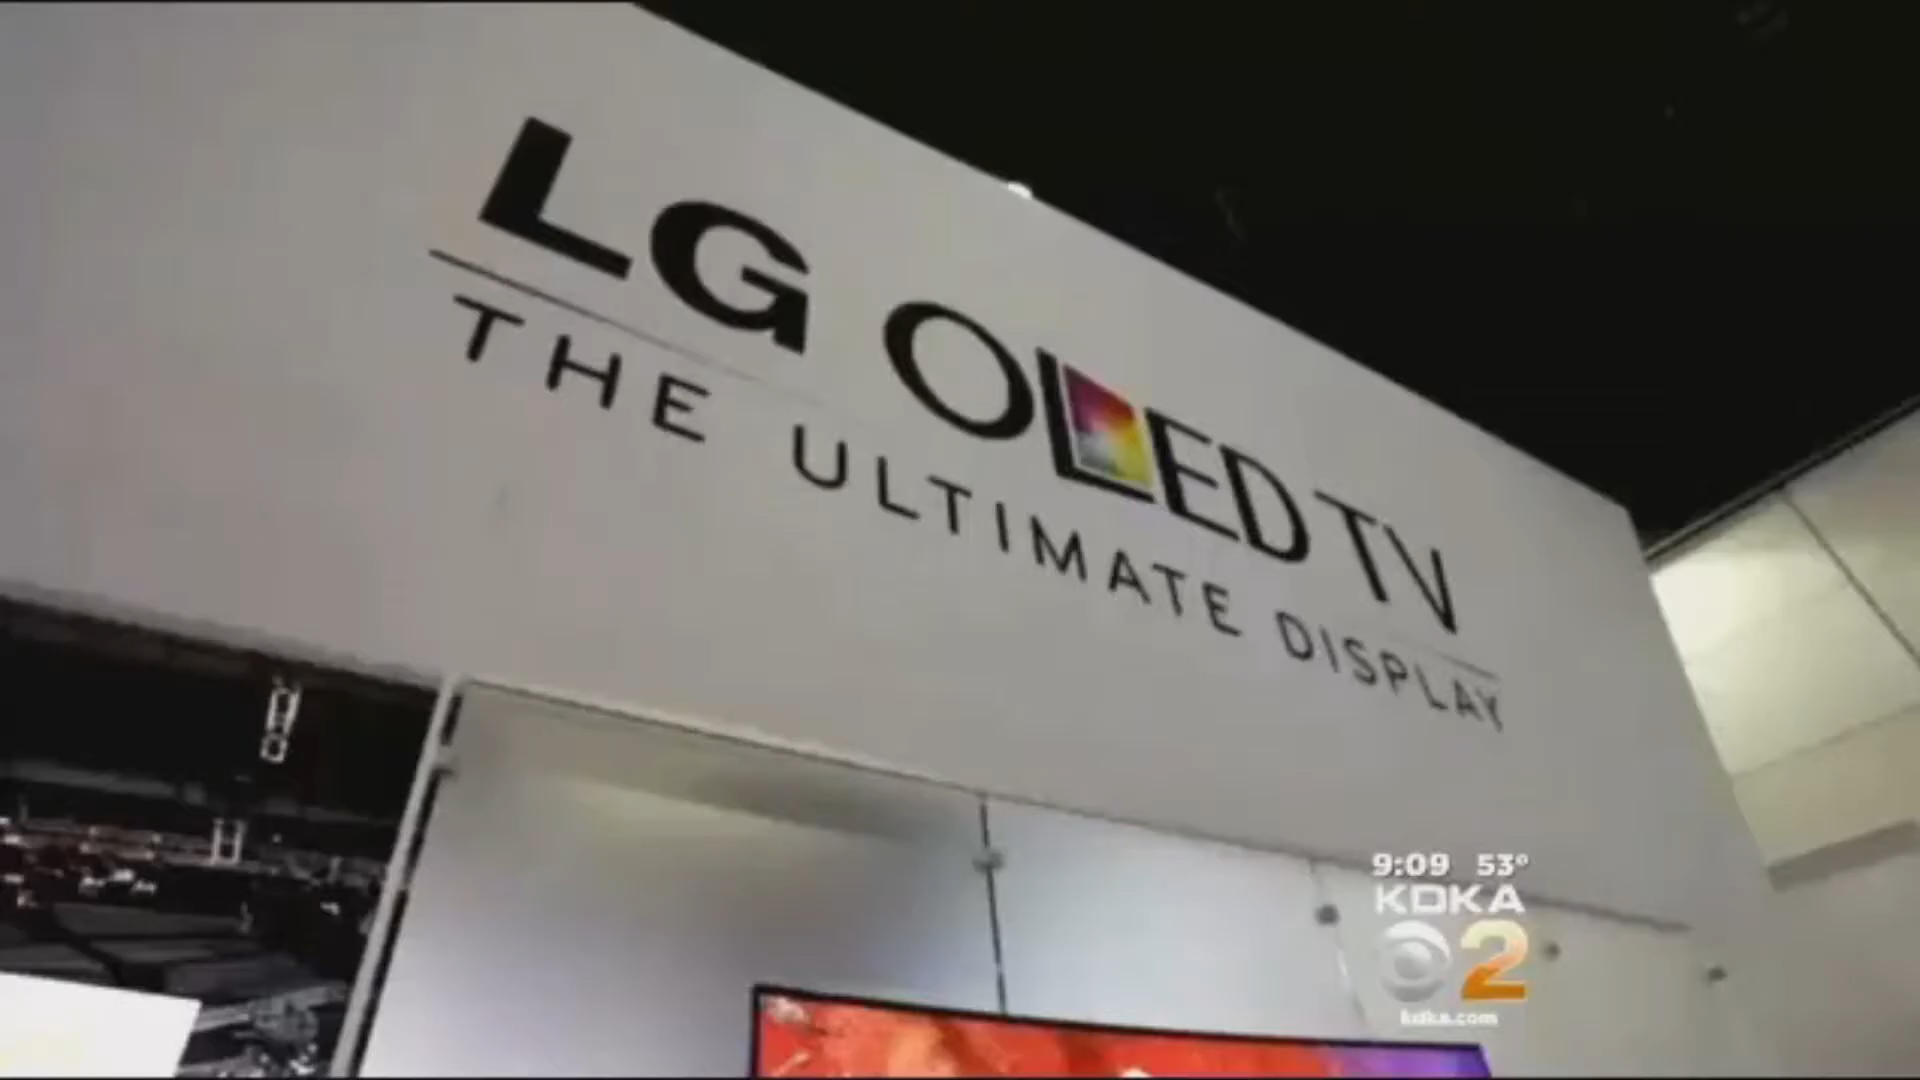 LG OLED TV
THE ULTIMATE DISPLAY
9:09 53°
KDKA
2
kdka.com